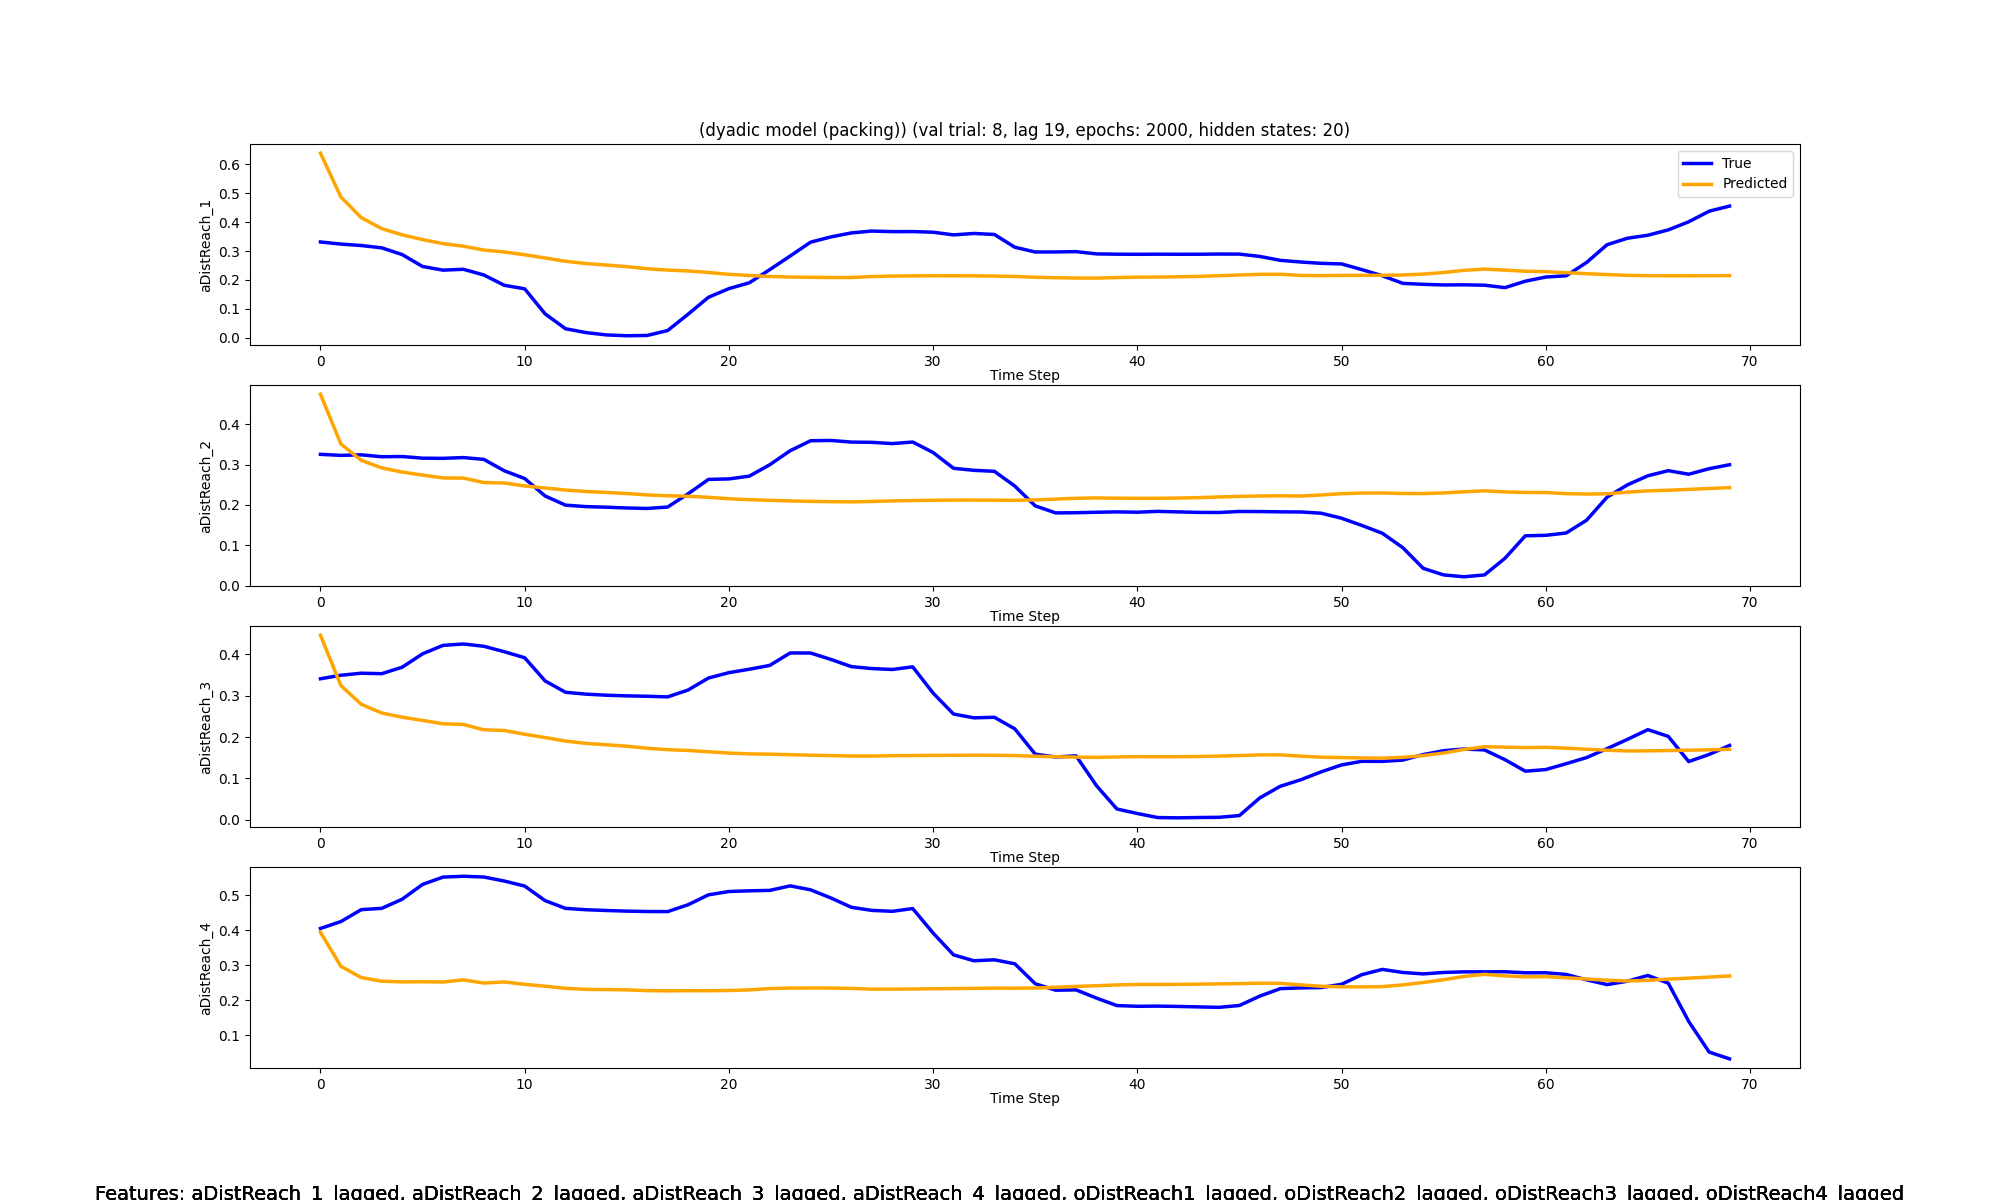 (dyadic model (packing)) (val trial: 8, lag 19, epochs: 2000, hidden states: 20)
True
Predicted
aDistReach_1
0.6
0.5
0.4
0.3
0.2
0.1
0.0
0 10 20 30 40 50 60 70
Time Step
aDistReach_2
0.4
0.3
0.2
0.1
0.0
0 10 20 30 40 50 60 70
Time Step
aDistReach_3
0.4
0.3
0.2
0.1
0.0
0 10 20 30 40 50 60 70
Time Step
aDistReach_4
0.5
0.4
0.3
0.2
0.1
0 10 20 30 40 50 60 70
Time Step
Features: aDistReach_1_lagged, aDistReach_2_lagged, aDistReach_3_lagged, aDistReach_4_lagged, oDistReach1_lagged, oDistReach2_lagged, oDistReach3_lagged, oDistReach4_lagged